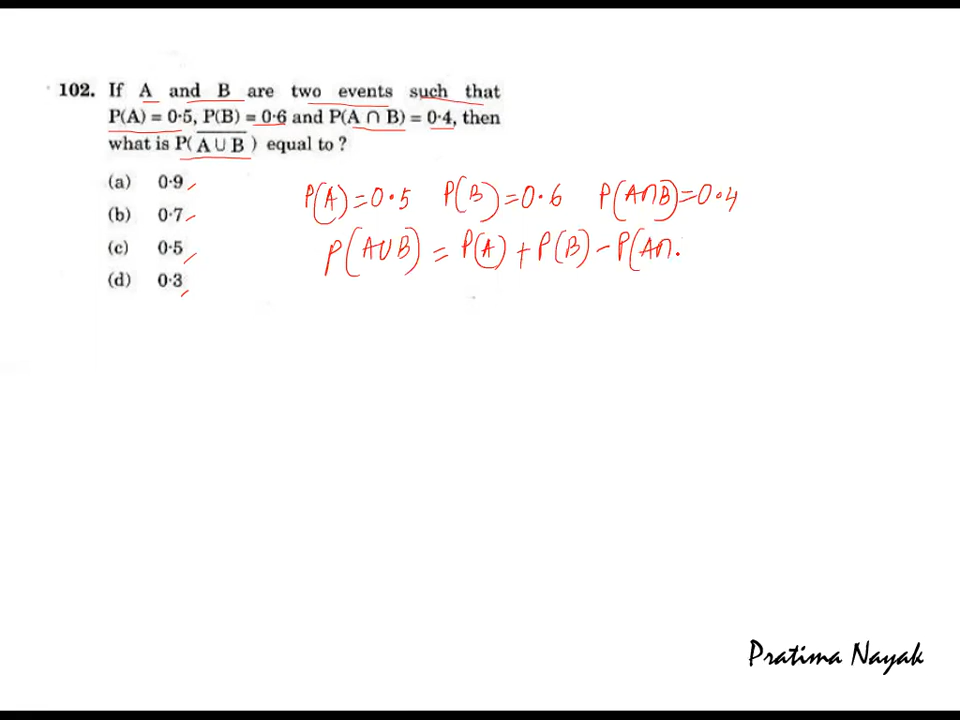 102. If A and B are two events such that
P(A) = 0·5, P(B) = 0·6 and P(A ∩ B) = 0·4, then
what is P(\overline{A ∪ B}) equal to ?
(a) 0·9
(b) 0·7
(c) 0·5
(d) 0·3
P(A)=0·5 P(B)=0·6 P(A∩B)=0·4
P(A∪B) = P(A) + P(B) - P(A∩
Pratima Nayak